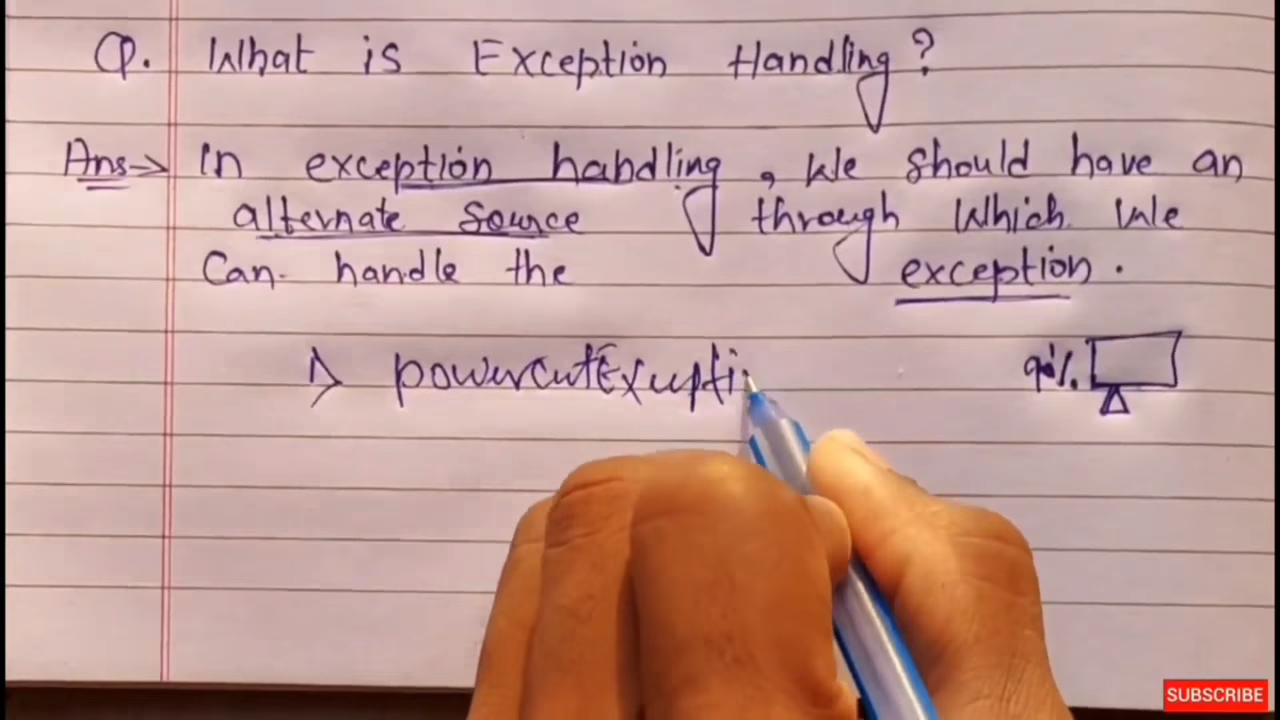 Q. What is Exception Handling?
Ans → In exception handling, We should have an
alternate source through Which We
Can handle the exception.
→ powercutExcepti
90%
SUBSCRIBE